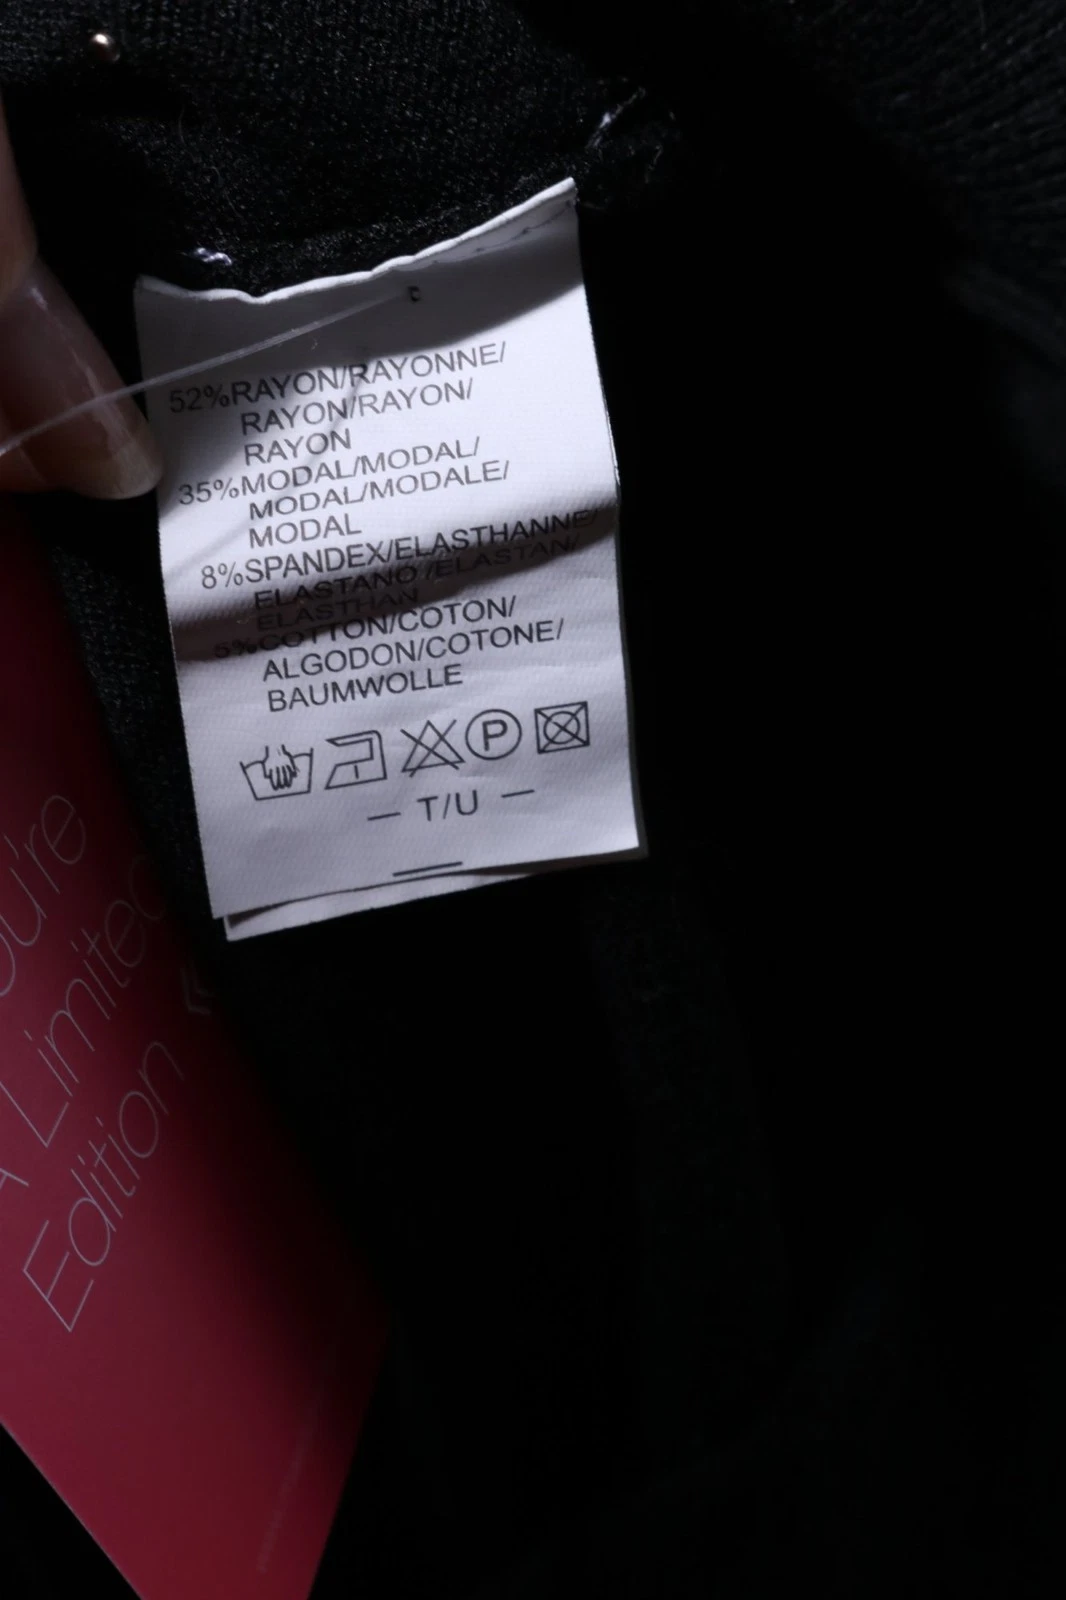 52%RAYON/RAYONNE/
RAYON/RAYON/
RAYON
35%MODAL/MODAL/
MODAL/MODALE/
MODAL
8%SPANDEX/ELASTHANNE/
ELASTANO /ELASTAN/
ELASTHAN
5%COTTON/COTON/
ALGODON/COTONE/
BAUMWOLLE
P
— T/U —
ou're
A Limited
Edition